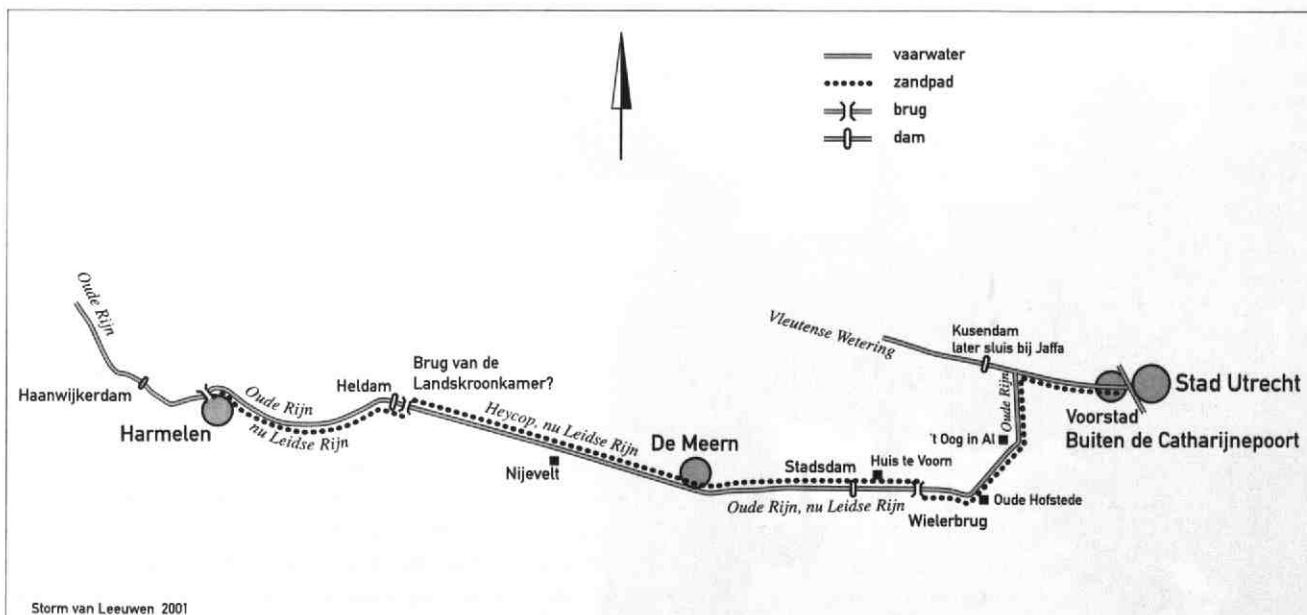 vaarwater
zandpad
brug
dam
Oude Rijn
Vleutense Wetering
Kusendam
later sluis bij Jaffa
Haanwijkerdam
Harmelen
Oude Rijn
nu Leidse Rijn
Heldam
Brug van de
Landskroonkamer?
Heycop, nu Leidse Rijn
Nijevelt
De Meern
Stadsdam
Huis te Voorn
Oude Rijn, nu Leidse Rijn
Wielerbrug
Oude Hofstede
't Oog in Al
Oude Rijn
Stad Utrecht
Voorstad
Buiten de Catharijnepoort
Storm van Leeuwen 2001